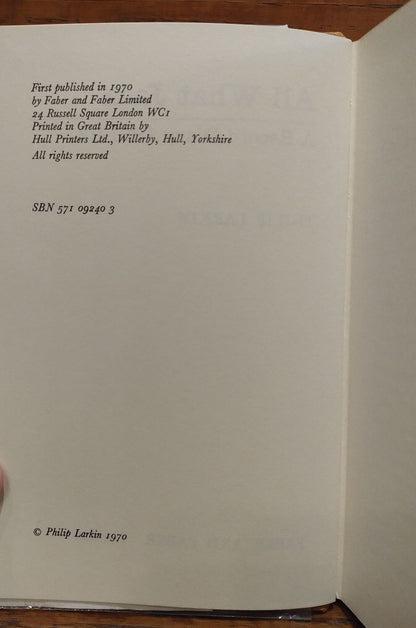 First published in 1970
by Faber and Faber Limited
24 Russell Square London WC1
Printed in Great Britain by
Hull Printers Ltd., Willerby, Hull, Yorkshire
All rights reserved
SBN 571 09240 3
© Philip Larkin 1970